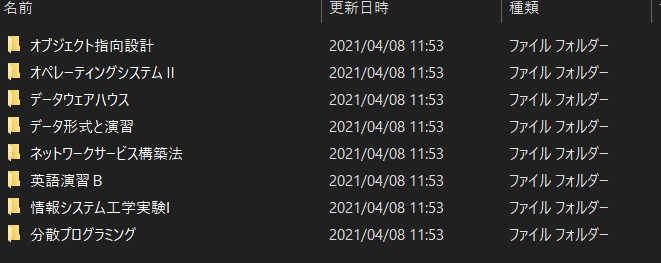 名前 更新日時 種類
オブジェクト指向設計 2021/04/08 11:53 ファイル フォルダー
オペレーティングシステムⅡ 2021/04/08 11:53 ファイル フォルダー
データウェアハウス 2021/04/08 11:53 ファイル フォルダー
データ形式と演習 2021/04/08 11:53 ファイル フォルダー
ネットワークサービス構築法 2021/04/08 11:53 ファイル フォルダー
英語演習B 2021/04/08 11:53 ファイル フォルダー
情報システム工学実験Ⅰ 2021/04/08 11:53 ファイル フォルダー
分散プログラミング 2021/04/08 11:53 ファイル フォルダー